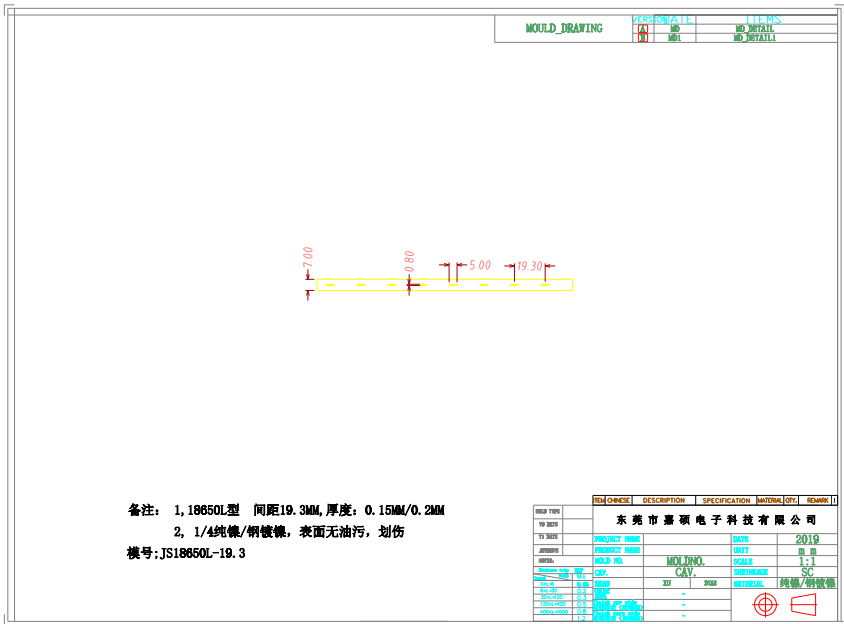 MOULD_DRAWING
VERSION DATE ITEMS
A MD MD_DETAIL
B MD1 MD_DETAIL1
7.00
0.80
5.00
19.30
备注： 1,18650L型 间距19.3MM,厚度：0.15MM/0.2MM
2, 1/4纯镍/钢镀镍，表面无油污，划伤
模号;JS18650L-19.3
ITEM CHINESE DESCRIPTION SPECIFICATION MATERIAL QTY. REMARK
东莞市嘉硕电子科技有限公司
PROJECT NAME DATE 2019
PRODUCT NAME UNIT m m
MOLD NO. MOLDNO. SCALE 1:1
CAV. CAV. SHRINKAGE SC
MATERIAL 纯镍/钢镀镍